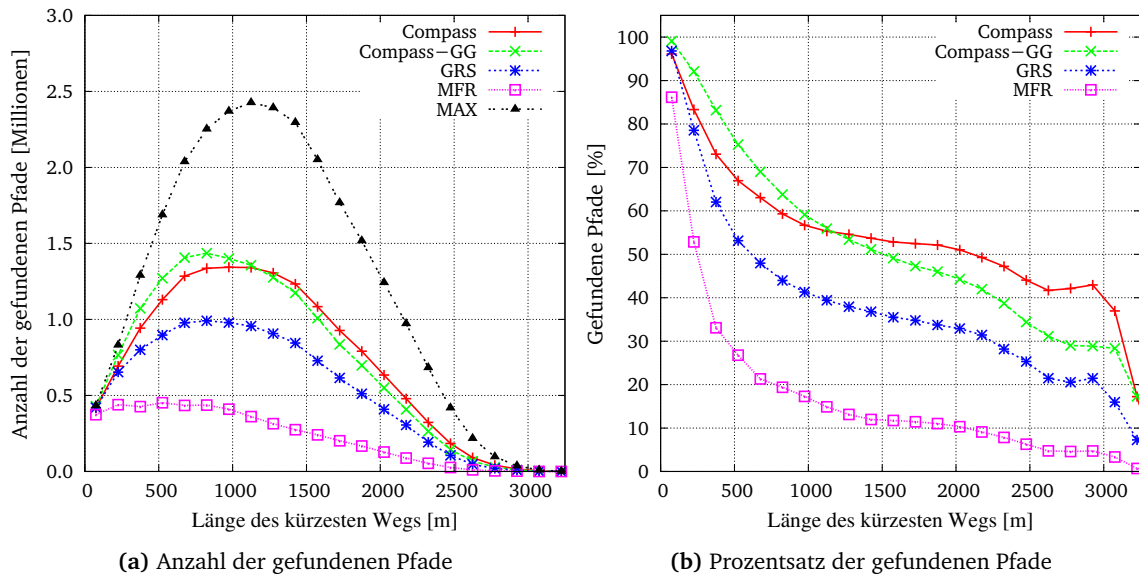 Anzahl der gefundenen Pfade [Millionen]
3.0
2.5
2.0
1.5
1.0
0.5
0.0
0 500 1000 1500 2000 2500 3000
Länge des kürzesten Wegs [m]
Compass
Compass−GG
GRS
MFR
MAX
(a) Anzahl der gefundenen Pfade
Gefundene Pfade [%]
100
90
80
70
60
50
40
30
20
10
0
0 500 1000 1500 2000 2500 3000
Länge des kürzesten Wegs [m]
Compass
Compass−GG
GRS
MFR
(b) Prozentsatz der gefundenen Pfade